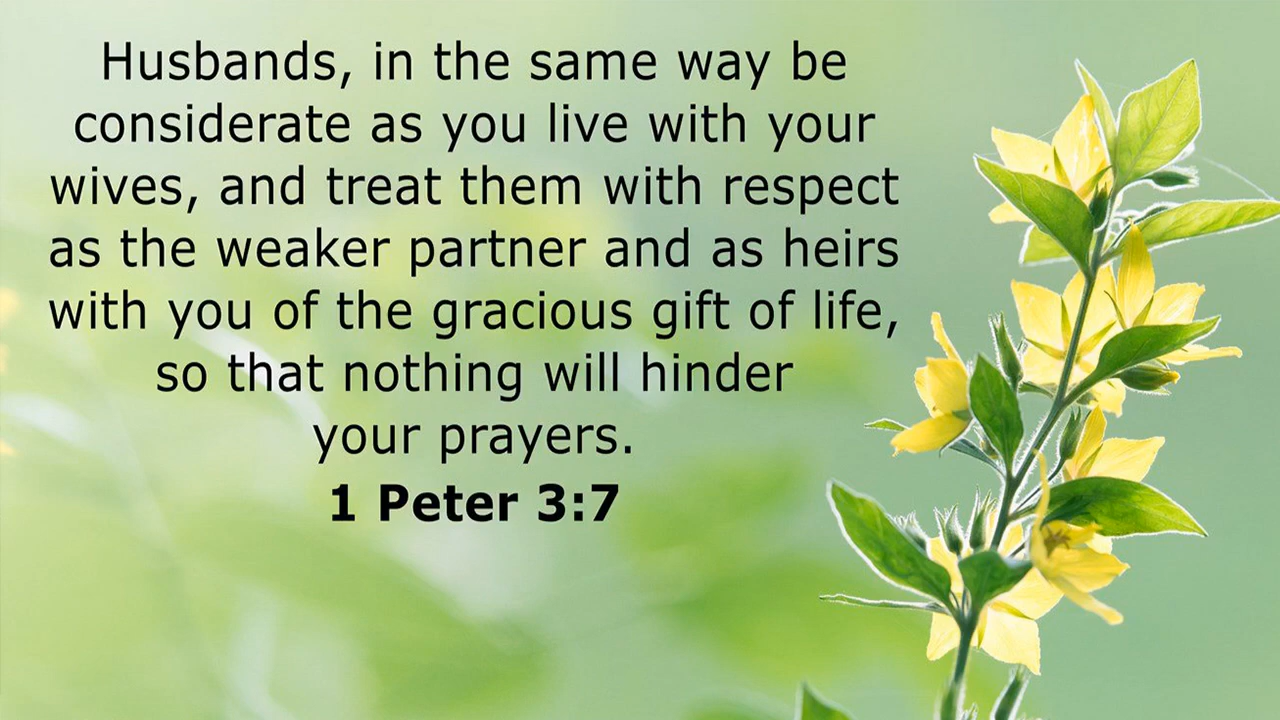 Husbands, in the same way be
considerate as you live with your
wives, and treat them with respect
as the weaker partner and as heirs
with you of the gracious gift of life,
so that nothing will hinder
your prayers.
1 Peter 3:7